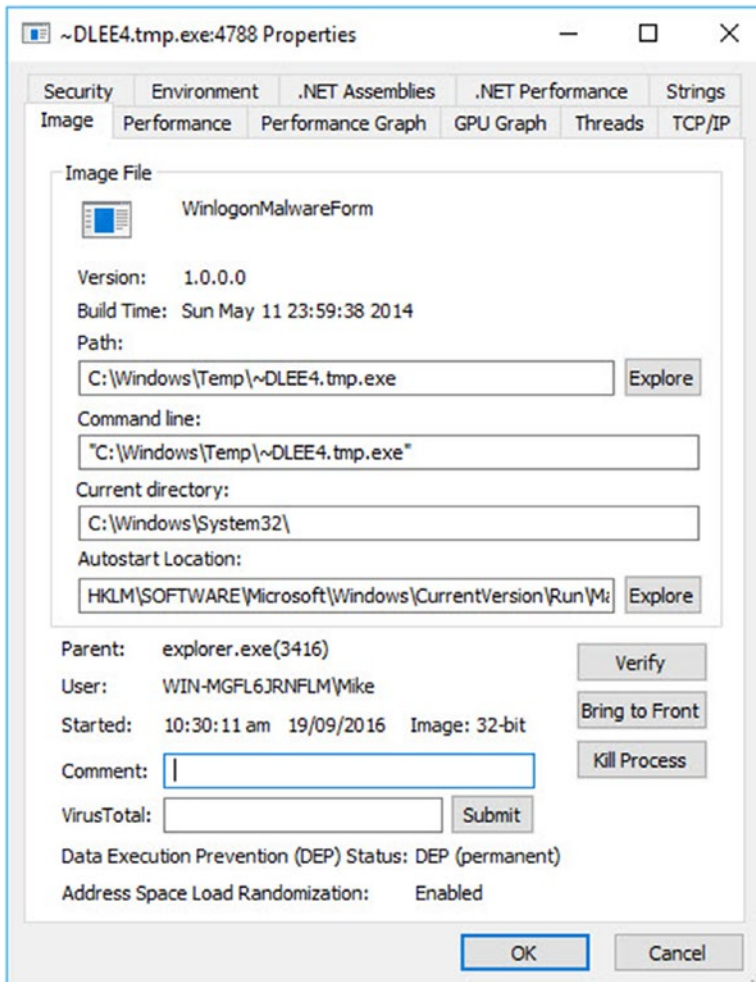 ~DLEE4.tmp.exe:4788 Properties
Security Environment .NET Assemblies .NET Performance Strings
Image Performance Performance Graph GPU Graph Threads TCP/IP
Image File
WinlogonMalwareForm
Version: 1.0.0.0
Build Time: Sun May 11 23:59:38 2014
Path:
C:\Windows\Temp\~DLEE4.tmp.exe Explore
Command line:
"C:\Windows\Temp\~DLEE4.tmp.exe"
Current directory:
C:\Windows\System32\
Autostart Location:
HKLM\SOFTWARE\Microsoft\Windows\CurrentVersion\Run\Ma Explore
Parent: explorer.exe(3416)
Verify
User: WIN-MGFL6JRNFLM\Mike
Bring to Front
Started: 10:30:11 am 19/09/2016 Image: 32-bit
Kill Process
Comment:
VirusTotal: Submit
Data Execution Prevention (DEP) Status: DEP (permanent)
Address Space Load Randomization: Enabled
OK Cancel